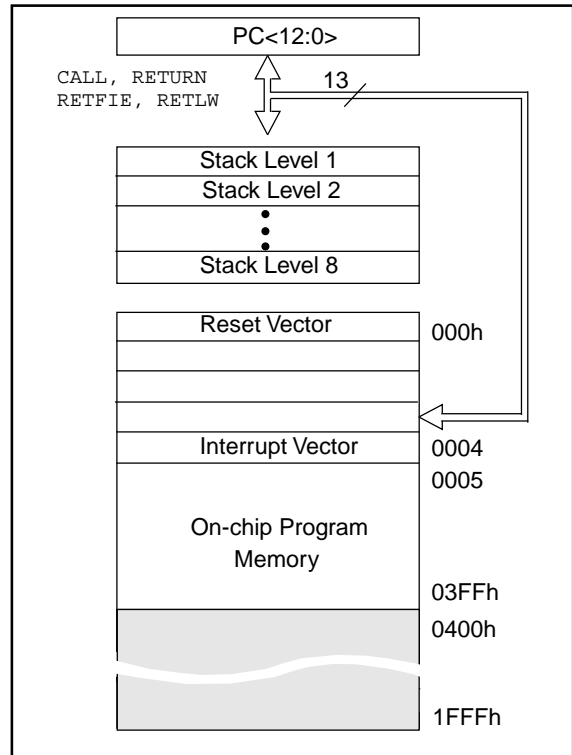 PC<12:0>
CALL, RETURN
RETFIE, RETLW
13
Stack Level 1
Stack Level 2
Stack Level 8
Reset Vector
000h
Interrupt Vector
0004
0005
On-chip Program
Memory
03FFh
0400h
1FFFh